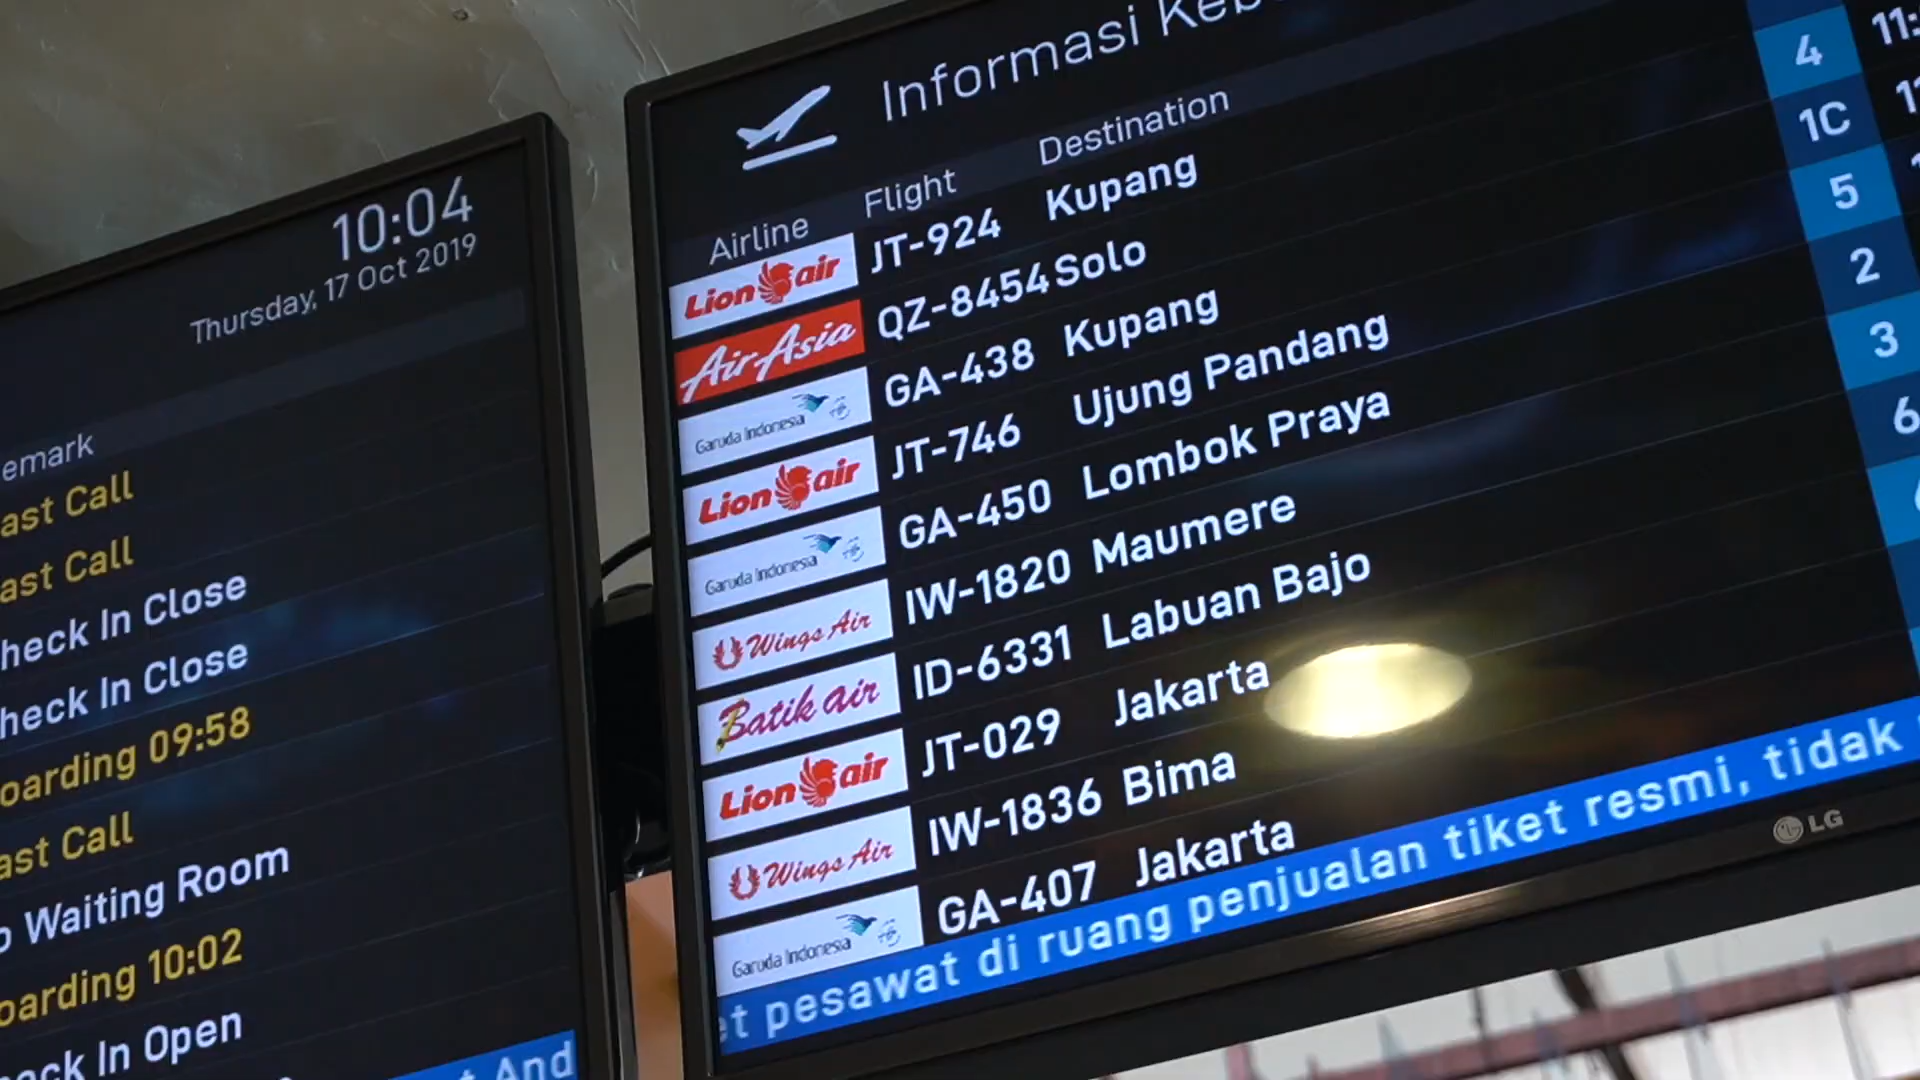 10:04
Thursday, 17 Oct 2019
emark
ast Call
ast Call
heck In Close
heck In Close
oarding 09:58
ast Call
o Waiting Room
oarding 10:02
eck In Open
t And
Informasi Keb
Airline Flight Destination
Lion air JT-924 Kupang 4 11:
AirAsia QZ-8454 Solo 1C
Garuda Indonesia GA-438 Kupang 5
Lion air JT-746 Ujung Pandang 2
Garuda Indonesia GA-450 Lombok Praya 3
Wings Air IW-1820 Maumere 6
Batik air ID-6331 Labuan Bajo
Lion air JT-029 Jakarta
Wings Air IW-1836 Bima
Garuda Indonesia GA-407 Jakarta
et pesawat di ruang penjualan tiket resmi, tidak
LG